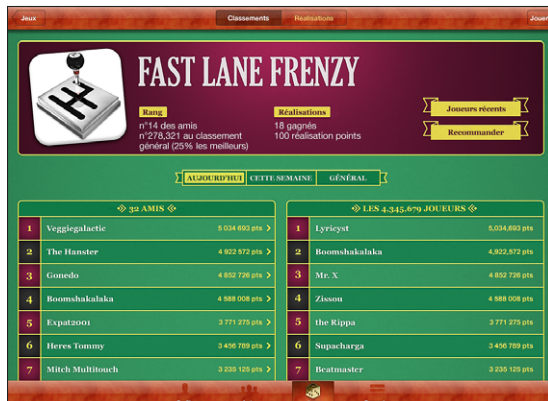 Jeux
Classements
Réalisations
Jouer
FAST LANE FRENZY
Rang
n°14 des amis
n°278,321 au classement
général (25% les meilleurs)
Réalisations
18 gagnés
100 réalisation points
Joueurs récents
Recommander
AUJOURD'HUI
CETTE SEMAINE
GÉNÉRAL
32 AMIS
1 Veggiegalactic 5 034 693 pts
2 The Hanster 4 922 572 pts
3 Gonedo 4 852 726 pts
4 Boomshakalaka 4 588 008 pts
5 Expat2001 3 771 275 pts
6 Heres Tommy 3 456 789 pts
7 Mitch Multitouch 3 235 125 pts
LES 4,345,679 JOUEURS
1 Lyricyst 5,034,693 pts
2 Boomshakalaka 4,922,572 pts
3 Mr. X 4 852 726 pts
4 Zissou 4 588 008 pts
5 the Rippa 3 771 275 pts
6 Supacharga 3 456 789 pts
7 Beatmaster 3 235 125 pts